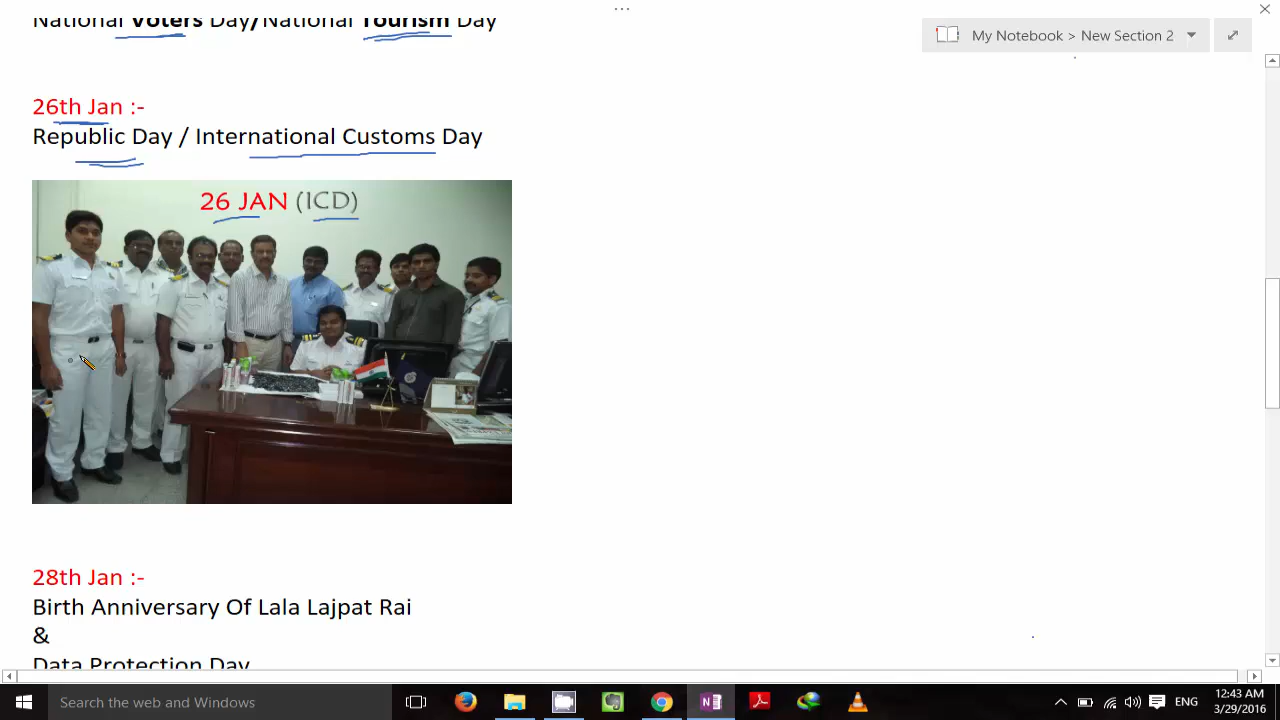 National Voters Day/National Tourism Day
My Notebook > New Section 2
26th Jan :-
Republic Day / International Customs Day
26 JAN (ICD)
28th Jan :-
Birth Anniversary Of Lala Lajpat Rai
&
Data Protection Day
Search the web and Windows
ENG
12:43 AM
3/29/2016